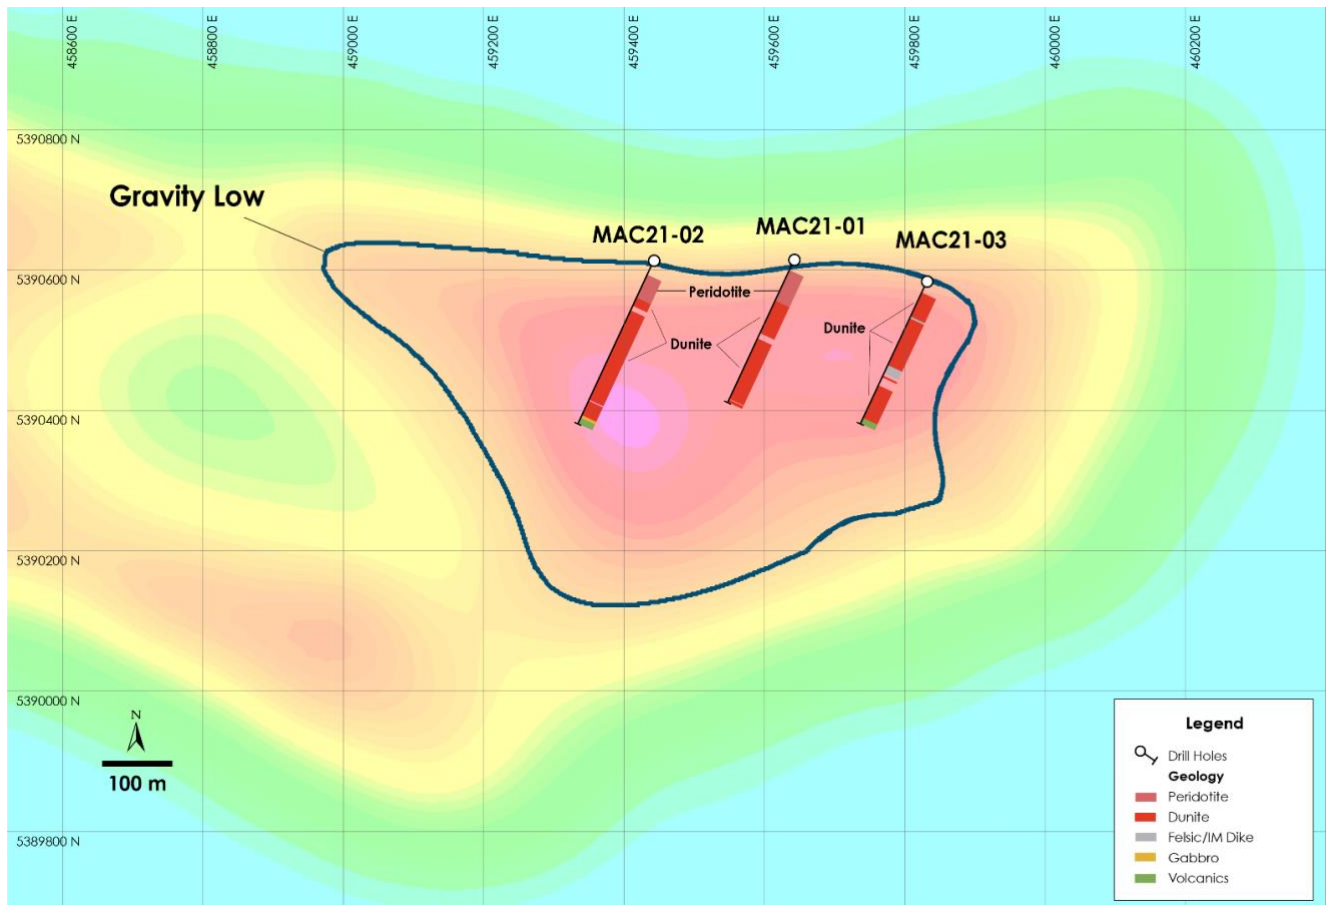 458600 E
458800 E
459000 E
459200 E
459400 E
459600 E
459800 E
460000 E
460200 E
5390800 N
Gravity Low
MAC21-02
MAC21-01
MAC21-03
5390600 N
Peridotite
Dunite
Dunite
5390400 N
5390200 N
5390000 N
N
100 m
5389800 N
Legend
Drill Holes
Geology
Peridotite
Dunite
Felsic/IM Dike
Gabbro
Volcanics